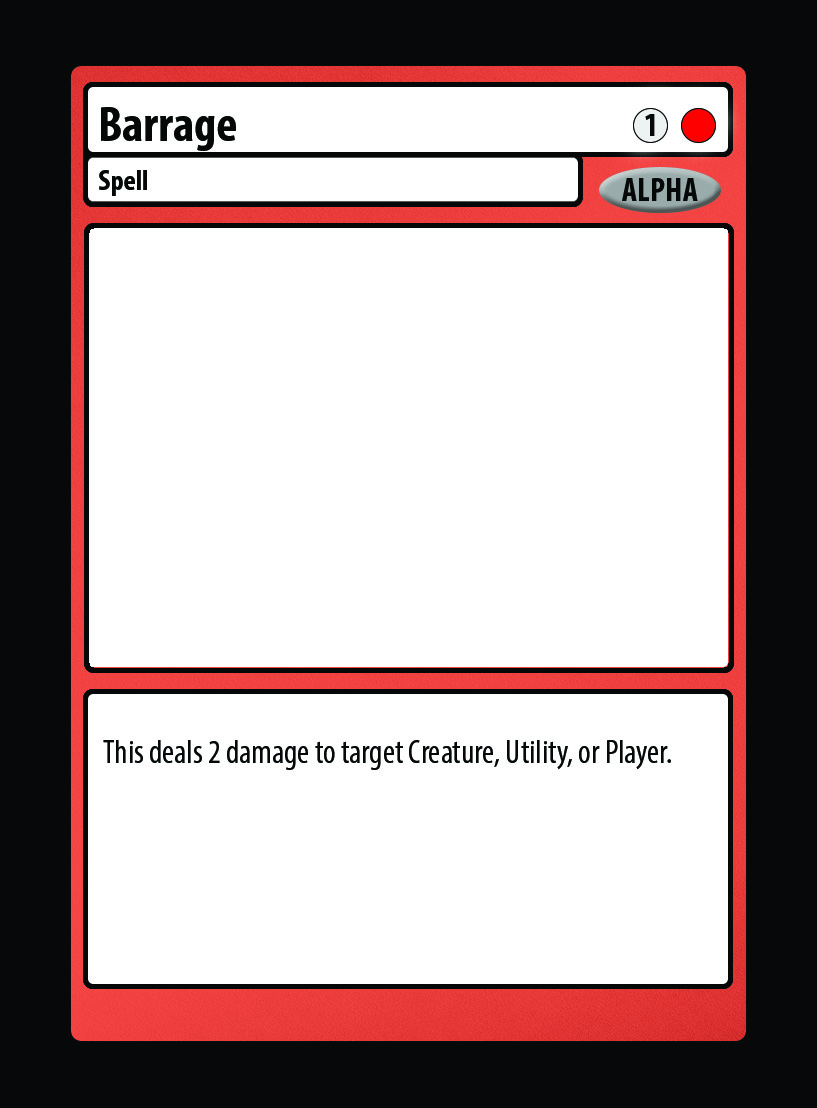 Barrage
1
Spell
ALPHA
This deals 2 damage to target Creature, Utility, or Player.